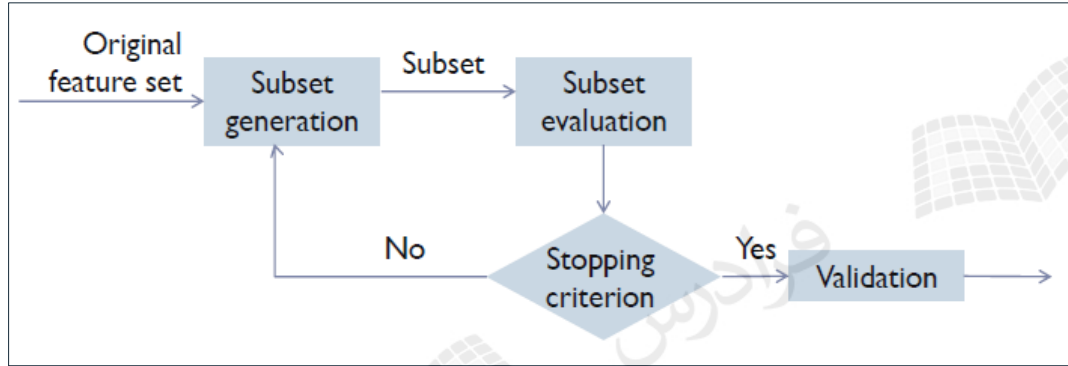 Original
feature set
Subset
generation
Subset
Subset
evaluation
No
Stopping
criterion
Yes
Validation
فرادرس